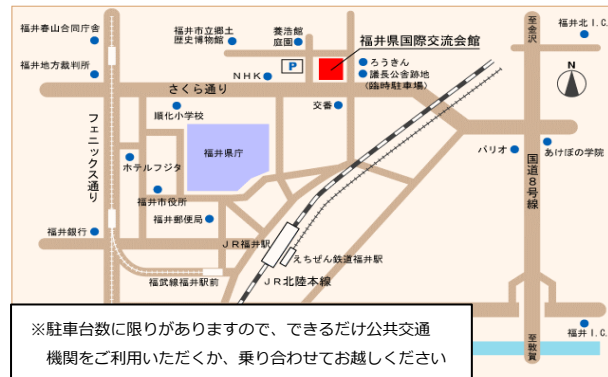 福井春山合同庁舎
福井市立郷土
歴史博物館
養浩館
庭園
福井県国際交流会館
至金沢
福井北I.C.
福井地方裁判所
P
ろうきん
議長公舎跡地
(臨時駐車場)
N
NHK
さくら通り
順化小学校
交番
フェニックス通り
福井県庁
バリオ
あけぼの学院
ホテルフジタ
国道8号線
福井市役所
福井郵便局
福井銀行
JR福井駅
えちぜん鉄道福井駅
福武線福井駅前
JR北陸本線
※駐車台数に限りがありますので、できるだけ公共交通
機関をご利用いただくか、乗り合わせてお越しください
至敦賀
福井I.C.